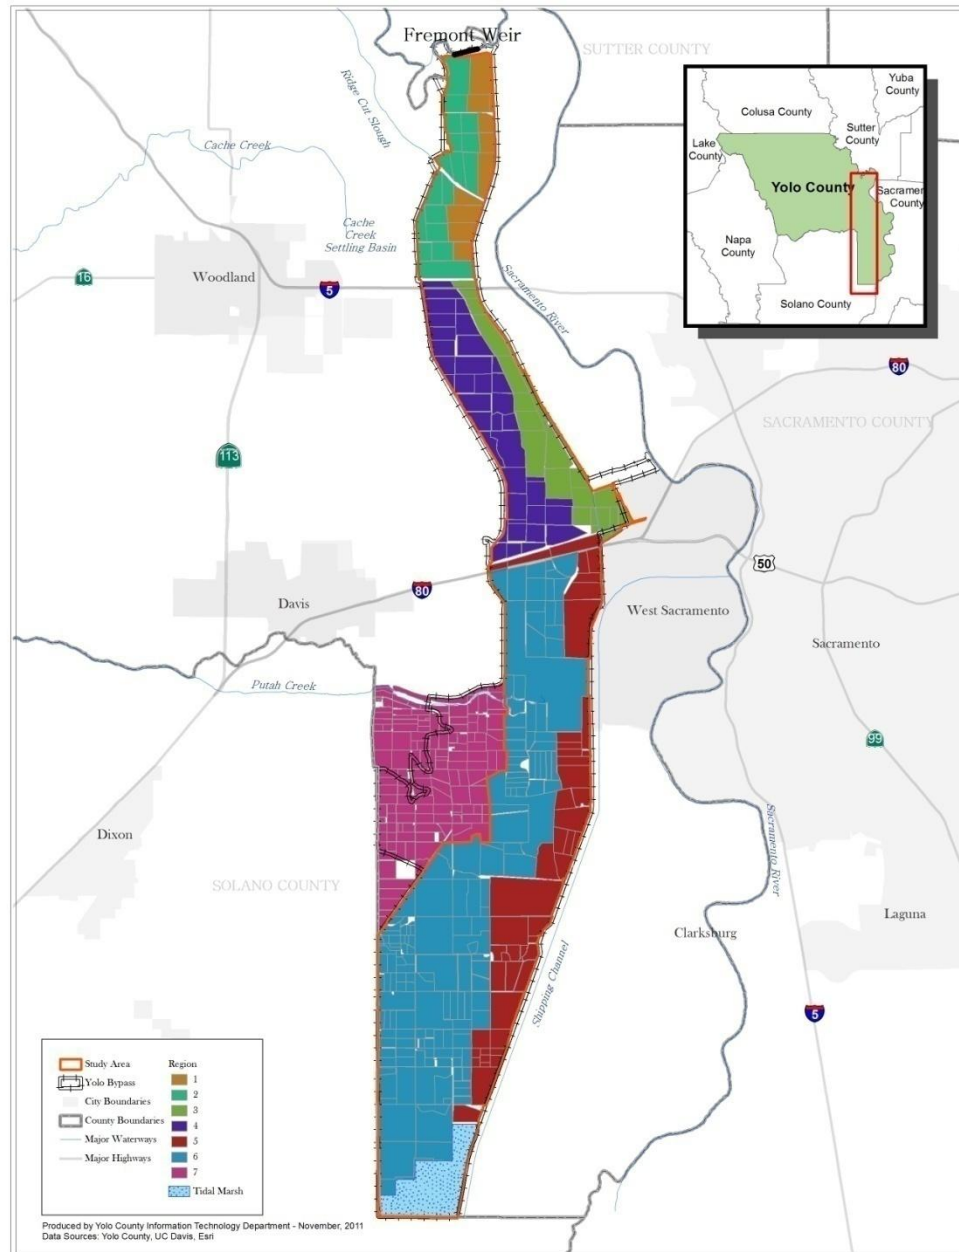 Fremont Weir
SUTTER COUNTY
Ridge Cut Slough
Cache Creek
Cache
Creek
Settling Basin
Woodland
16
5
Sacramento River
Yuba
County
Colusa County
Sutter
County
Lake
County
Yolo County
Sacramen
County
Napa
County
Solano County
80
SACRAMENTO COUNTY
113
50
80
Davis
West Sacramento
Sacramento
Putah Creek
99
Dixon
SOLANO COUNTY
Sacramento River
Laguna
Clarksburg
Shipping Channel
5
Study Area
Yolo Bypass
City Boundaries
County Boundaries
Major Waterways
Major Highways
Region
1
2
3
4
5
6
7
Tidal Marsh
Produced by Yolo County Information Technology Department - November, 2011
Data Sources: Yolo County, UC Davis, Esri